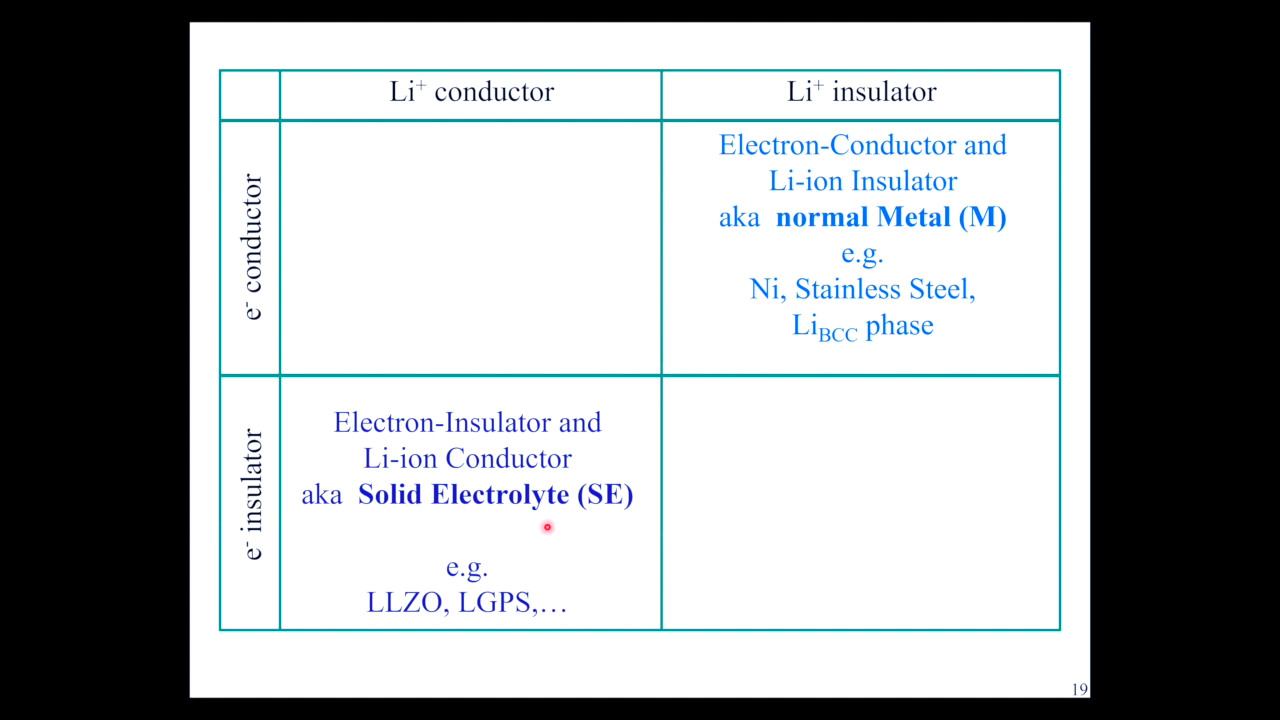 Li⁺ conductor
Li⁺ insulator
e⁻ conductor
Electron-Conductor and
Li-ion Insulator
aka normal Metal (M)
e.g.
Ni, Stainless Steel,
Li_BCC phase
e⁻ insulator
Electron-Insulator and
Li-ion Conductor
aka Solid Electrolyte (SE)
e.g.
LLZO, LGPS,…
19